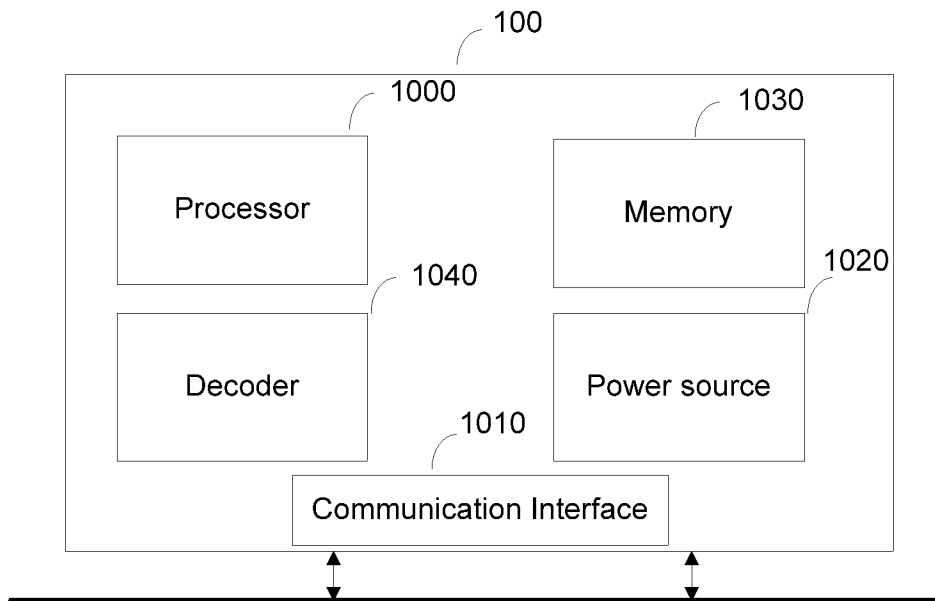 100
1000
1030
Processor
Memory
1040
1020
Decoder
Power source
1010
Communication Interface